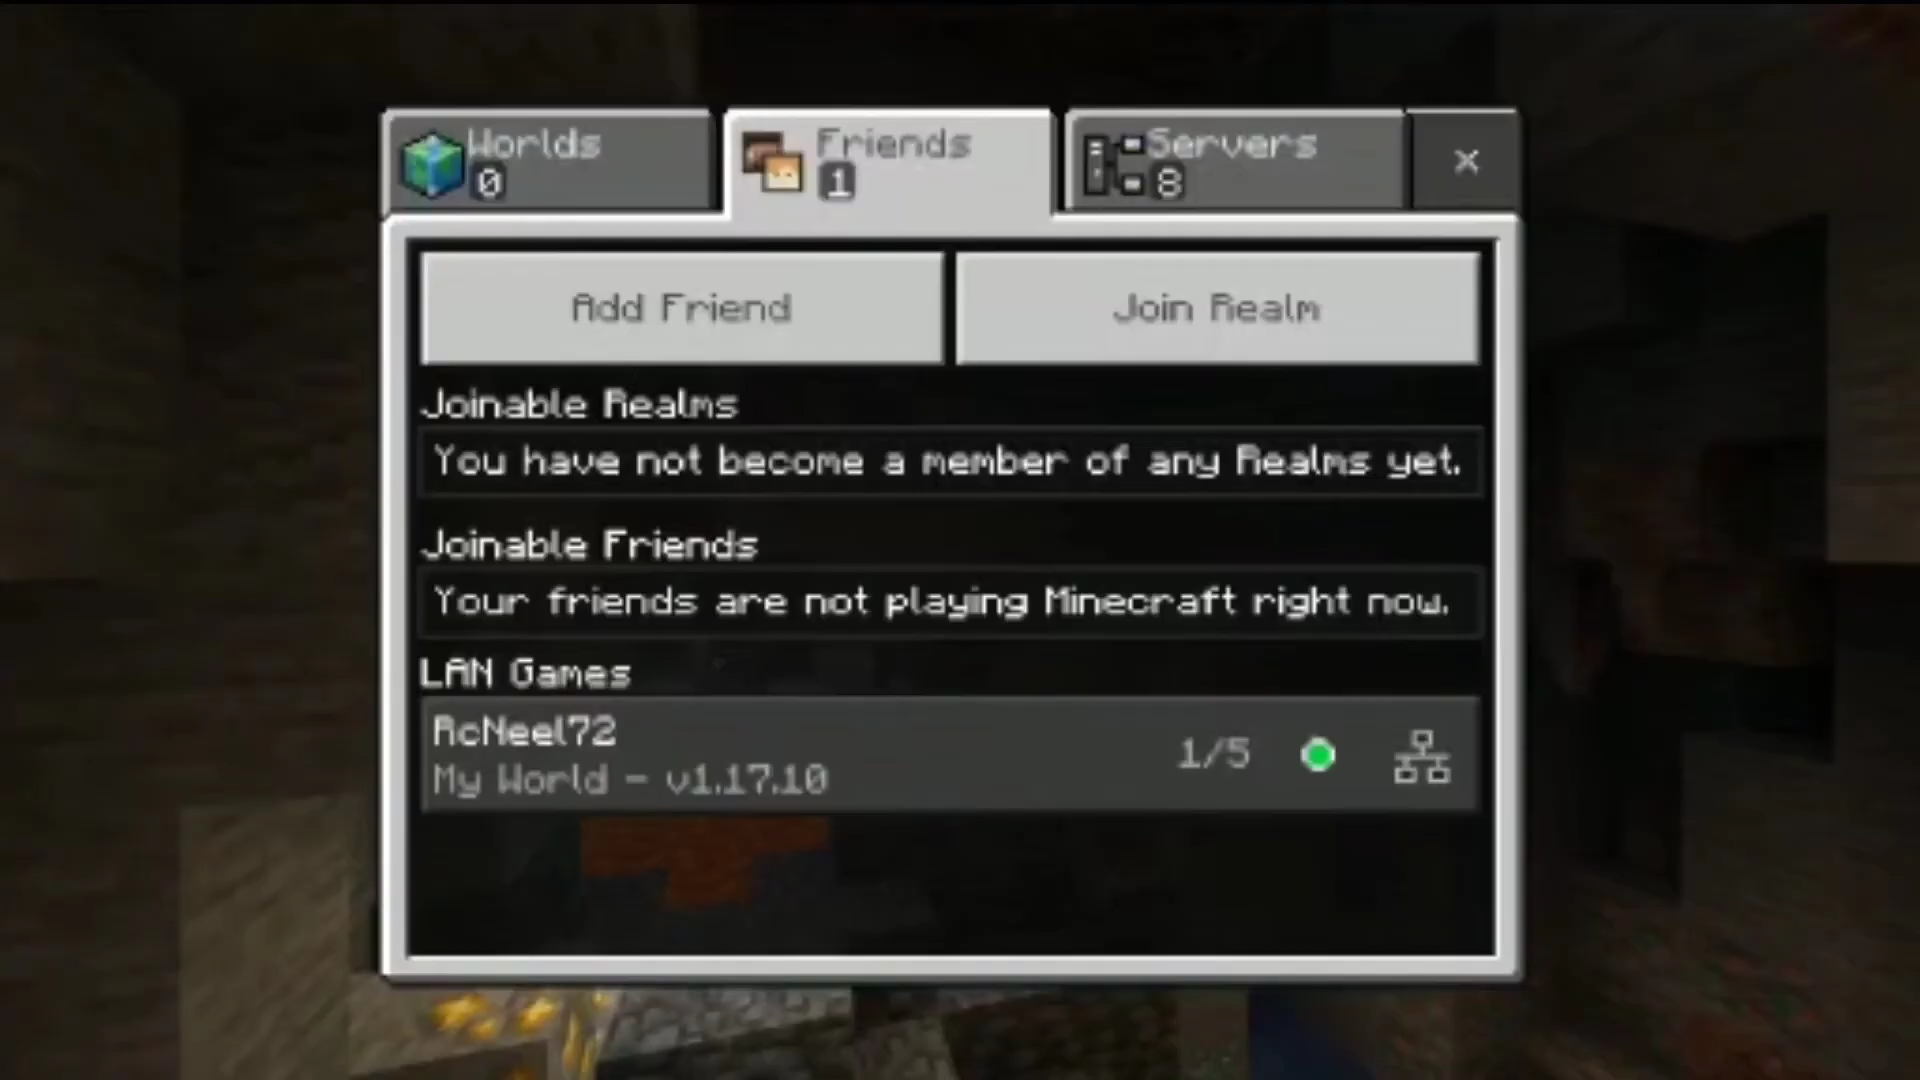 Worlds
0
Friends
1
Servers
8
Add Friend
Join Realm
Joinable Realms
You have not become a member of any Realms yet.
Joinable Friends
Your friends are not playing Minecraft right now.
LAN Games
RcNeel72
1/5
My World - v1.17.10